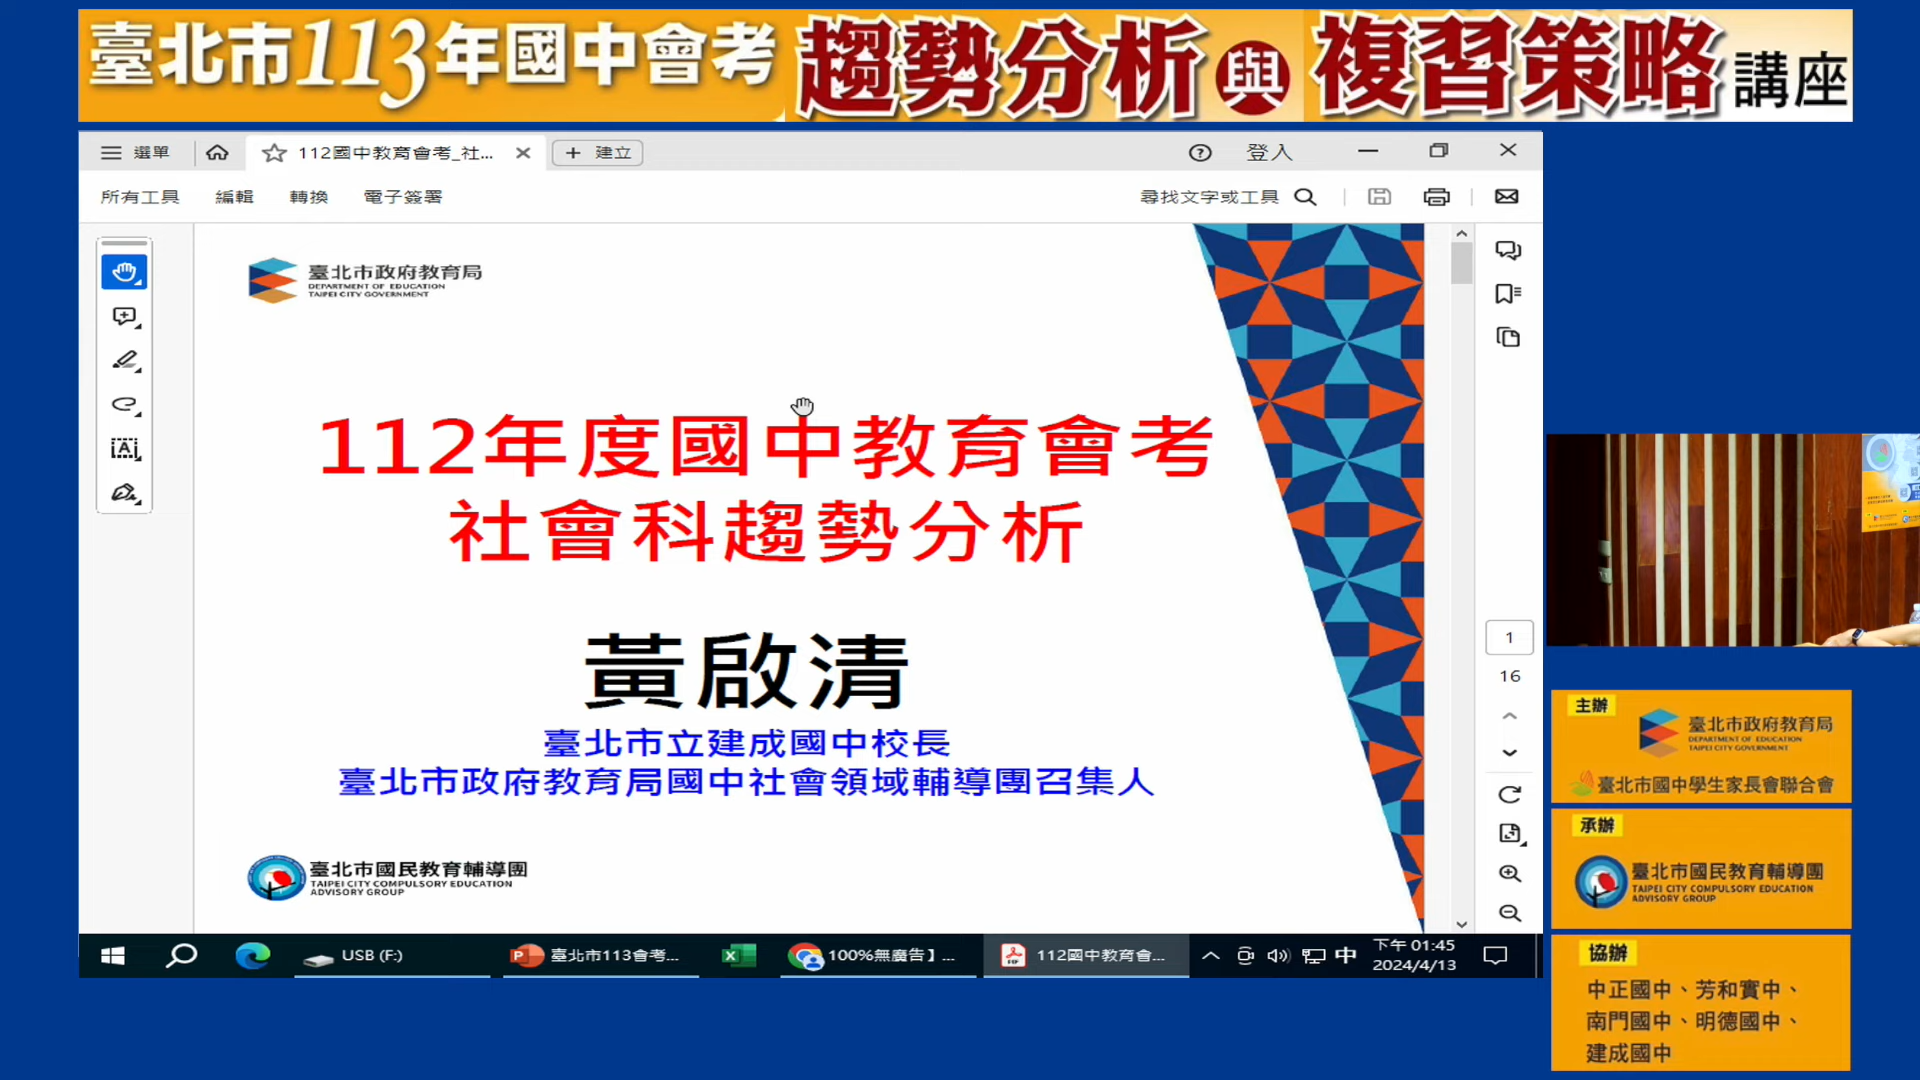 臺北市113年國中會考 趨勢分析與複習策略講座
選單
112國中教育會考_社...
建立
登入
所有工具 編輯 轉換 電子簽署
尋找文字或工具
臺北市政府教育局
DEPARTMENT OF EDUCATION
TAIPEI CITY GOVERNMENT
112年度國中教育會考
社會科趨勢分析
黃啟清
臺北市立建成國中校長
臺北市政府教育局國中社會領域輔導團召集人
臺北市國民教育輔導團
TAIPEI CITY COMPULSORY EDUCATION
ADVISORY GROUP
1
16
USB (F:)
臺北市113會考...
100%無廣告】...
112國中教育會...
中
下午 01:45
2024/4/13
主辦
臺北市政府教育局
DEPARTMENT OF EDUCATION
TAIPEI CITY GOVERNMENT
臺北市國中學生家長會聯合會
承辦
臺北市國民教育輔導團
TAIPEI CITY COMPULSORY EDUCATION
ADVISORY GROUP
協辦
中正國中、芳和實中、
南門國中、明德國中、
建成國中